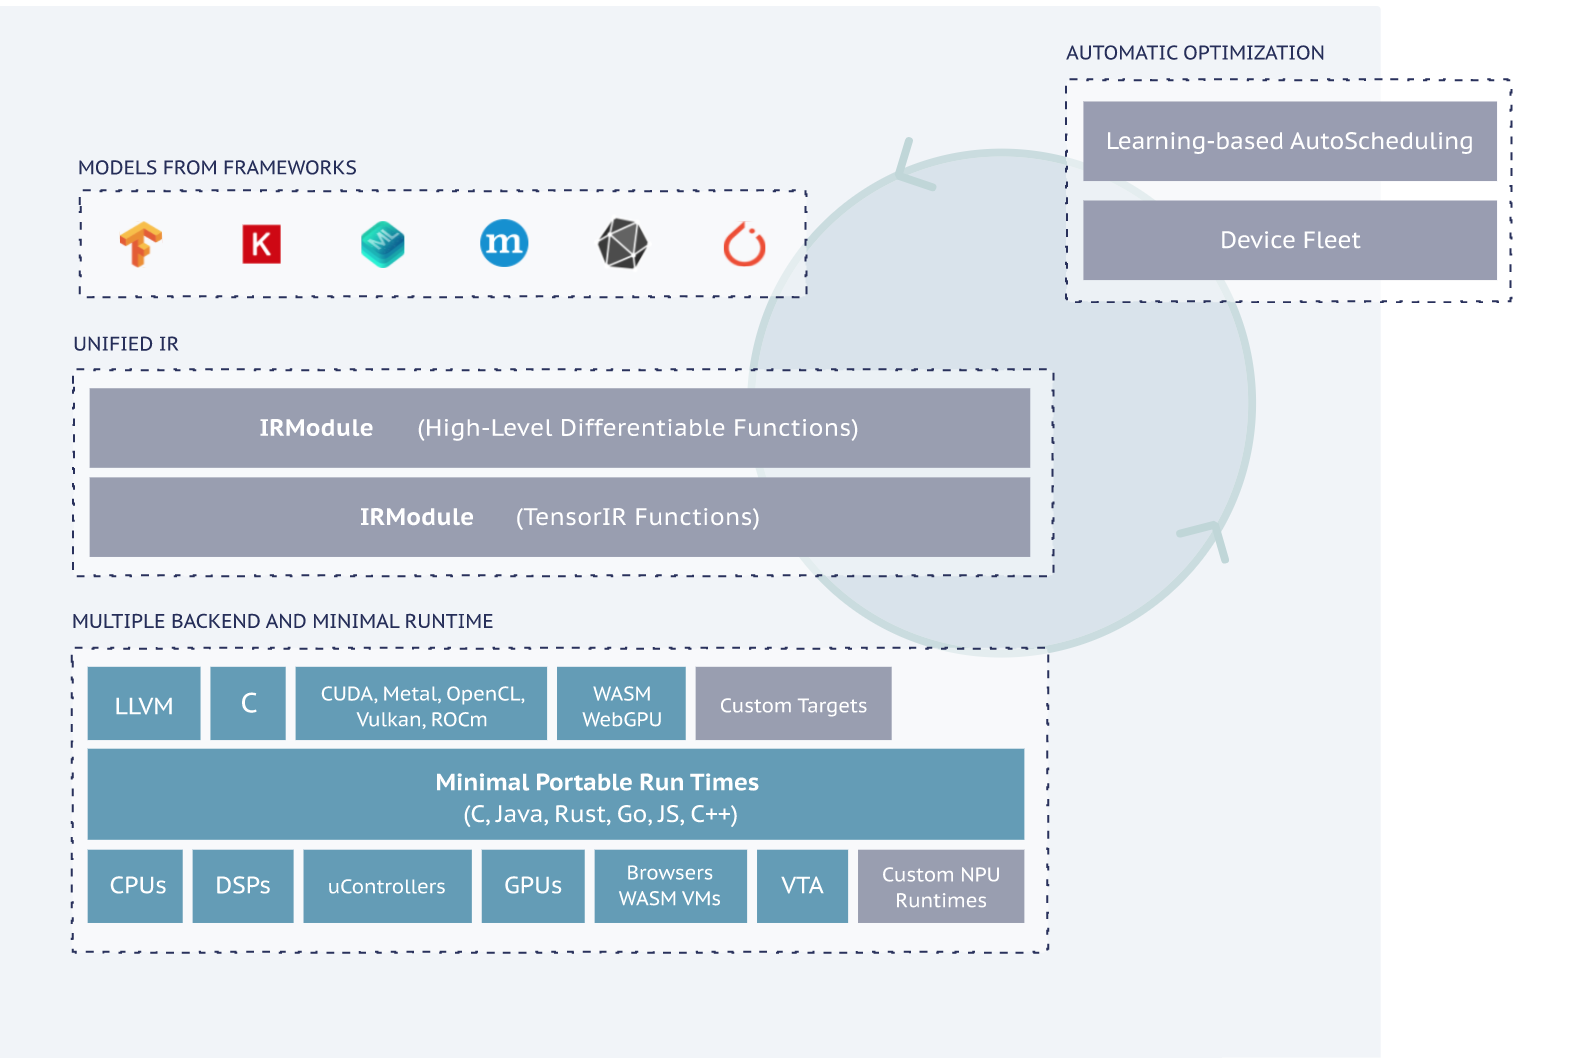 AUTOMATIC OPTIMIZATION
Learning-based AutoScheduling
Device Fleet
MODELS FROM FRAMEWORKS
K
ML
m
UNIFIED IR
IRModule (High-Level Differentiable Functions)
IRModule (TensorIR Functions)
MULTIPLE BACKEND AND MINIMAL RUNTIME
LLVM
C
CUDA, Metal, OpenCL,
Vulkan, ROCm
WASM
WebGPU
Custom Targets
Minimal Portable Run Times
(C, Java, Rust, Go, JS, C++)
CPUs
DSPs
uControllers
GPUs
Browsers
WASM VMs
VTA
Custom NPU
Runtimes